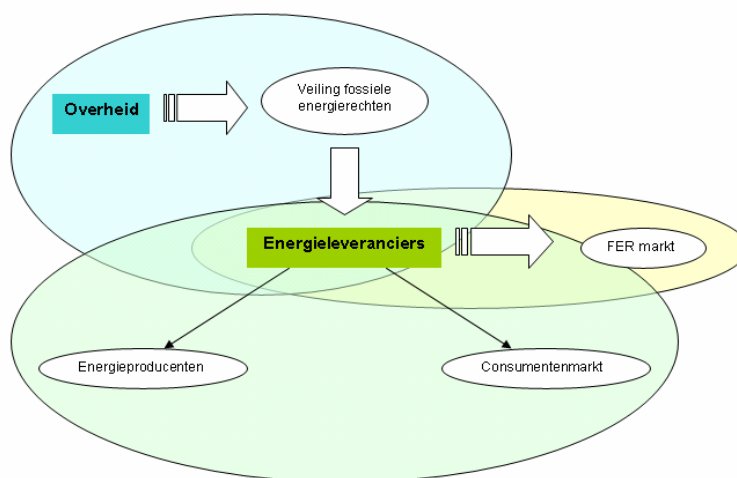 Veiling fossiele
energierechten
Overheid
Energieleveranciers
FER markt
Energieproducenten
Consumentenmarkt